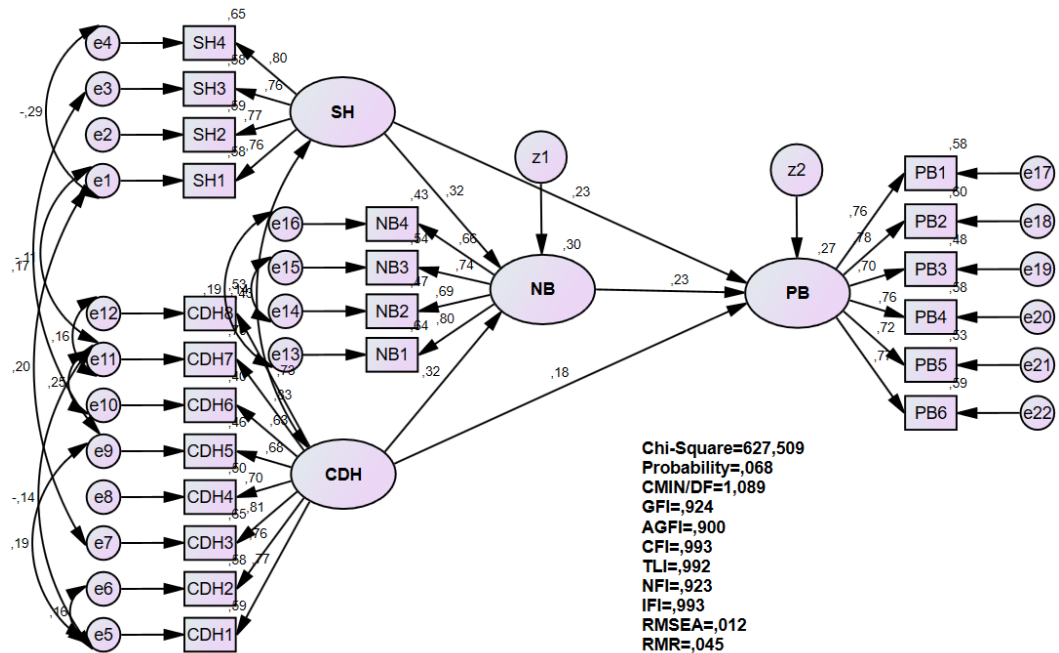 ,65
e4
SH4
,58
,80
e3
SH3
,76
,59
SH
-,29
e2
SH2
,77
,58
,76
z1
z2
,58
e1
SH1
PB1
e17
,60
,43
,32
,23
,76
PB2
e18
e16
NB4
,78
,48
,54
,66
,30
,27
,70
PB3
e19
e15
NB3
,74
,58
,17
,19
,53
,47
NB
,23
PB
,76
PB4
e20
e12
CDH8
e14
NB2
,69
,72
,53
,16
,64
,80
PB5
e21
e11
CDH7
e13
NB1
,20
,25
,40
,73
,32
,18
,59
e10
CDH6
,63
PB6
e22
,46
e9
CDH5
,68
Chi-Square=627,509
,50
CDH
Probability=,068
-,14
e8
CDH4
,70
CMIN/DF=1,089
,65
,81
GFI=,924
,19
e7
CDH3
,76
AGFI=,900
,58
,77
CFI=,993
e6
CDH2
TLI=,992
,59
NFI=,923
,16
IFI=,993
e5
CDH1
RMSEA=,012
RMR=,045